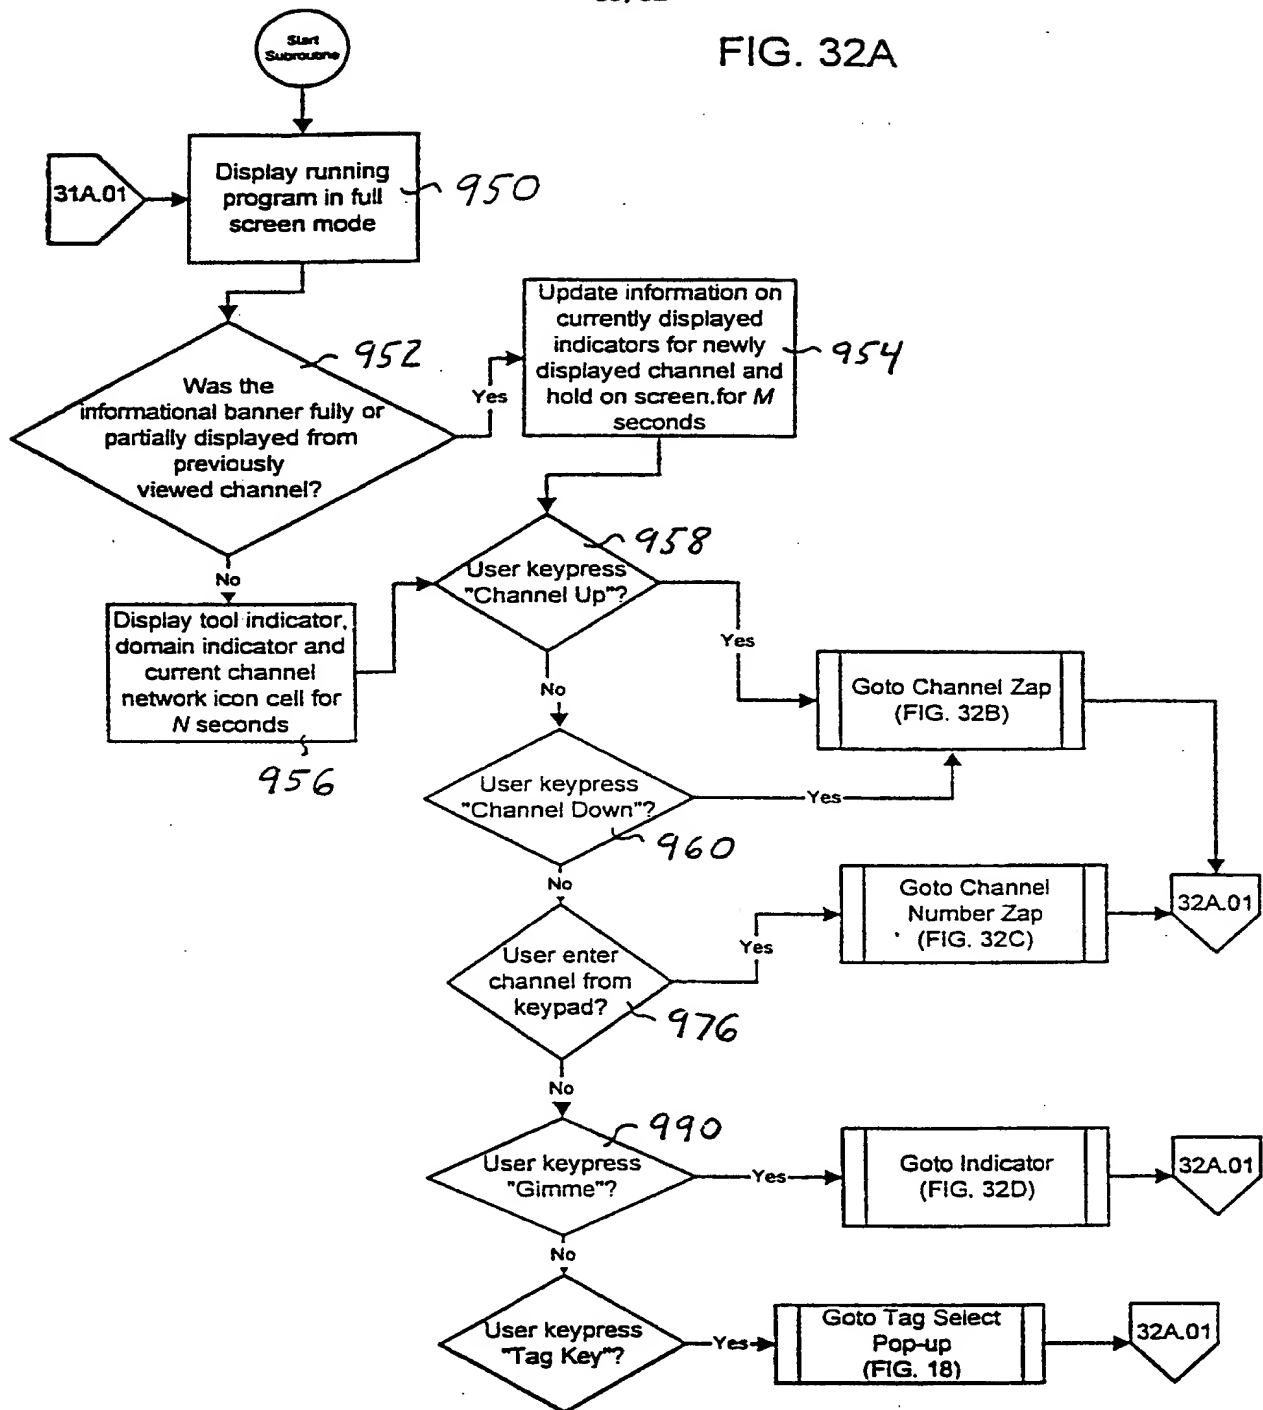 FIG. 32A
Start
Subroutine
31A.01
Display running
program in full
screen mode
950
952
Was the
informational banner fully or
partially displayed from
previously
viewed channel?
Yes
Update information on
currently displayed
indicators for newly
displayed channel and
hold on screen for M
seconds
954
No
Display tool indicator,
domain indicator and
current channel
network icon cell for
N seconds
956
958
User keypress
"Channel Up"?
Yes
Goto Channel Zap
(FIG. 32B)
No
User keypress
"Channel Down"?
Yes
960
No
User enter
channel from
keypad?
976
Yes
Goto Channel
Number Zap
(FIG. 32C)
32A.01
No
990
User keypress
"Gimme"?
Yes
Goto Indicator
(FIG. 32D)
32A.01
No
User keypress
"Tag Key"?
Yes
Goto Tag Select
Pop-up
(FIG. 18)
32A.01